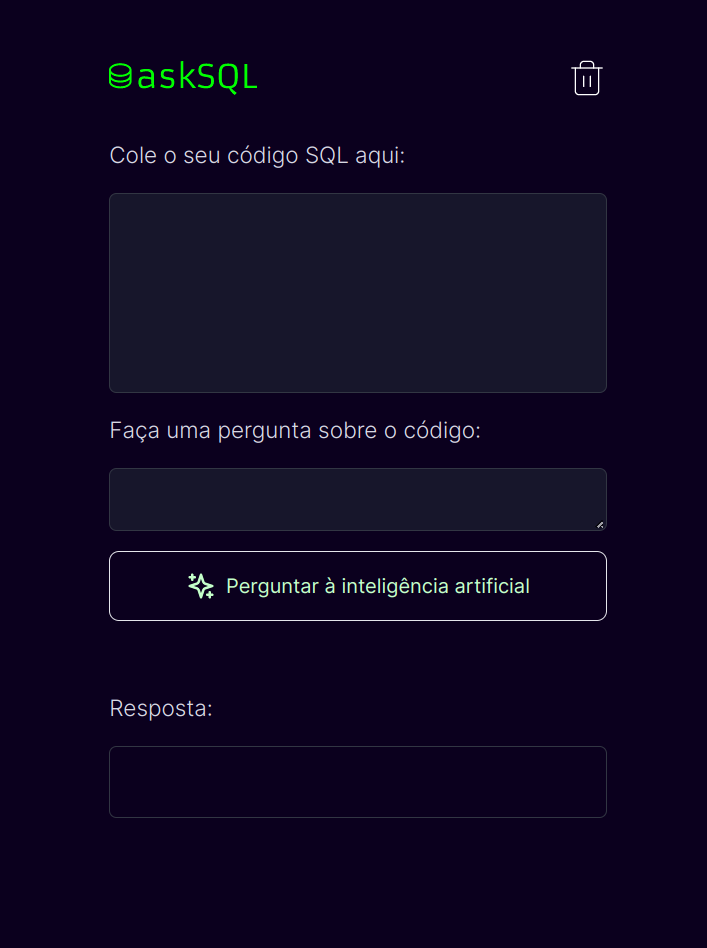 askSQL
Cole o seu código SQL aqui:
Faça uma pergunta sobre o código:
Perguntar à inteligência artificial
Resposta: